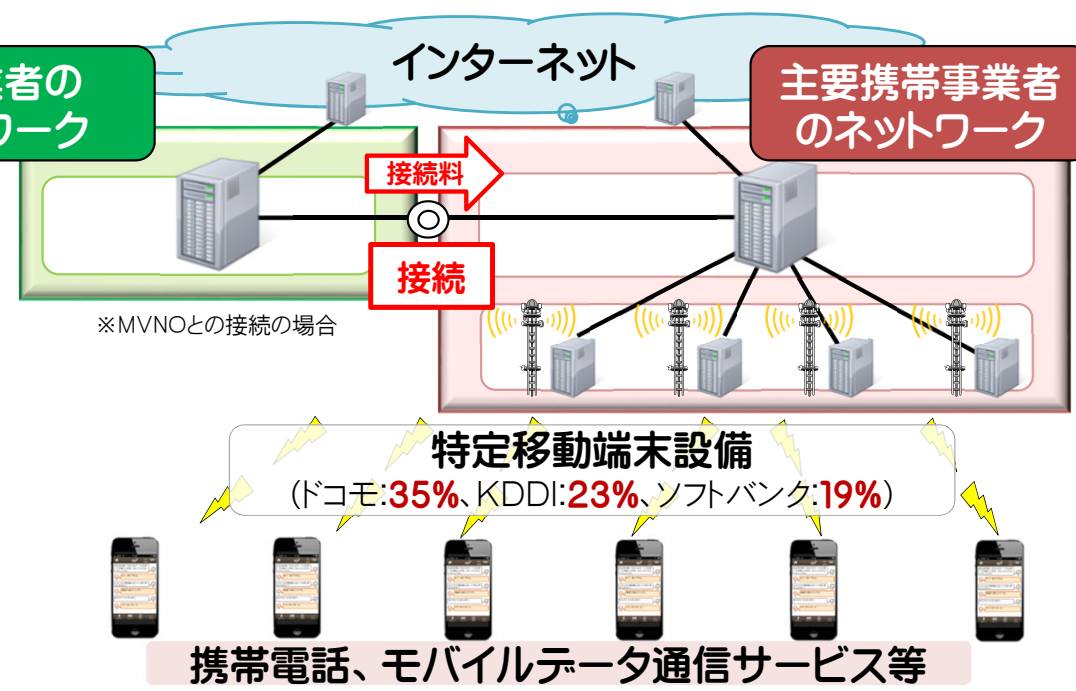 インターネット
者の
ワーク
主要携帯事業者
のネットワーク
接続料
接続
※MVNOとの接続の場合
特定移動端末設備
(ドコモ:35%、KDDI:23%、ソフトバンク:19%)
携帯電話、モバイルデータ通信サービス等